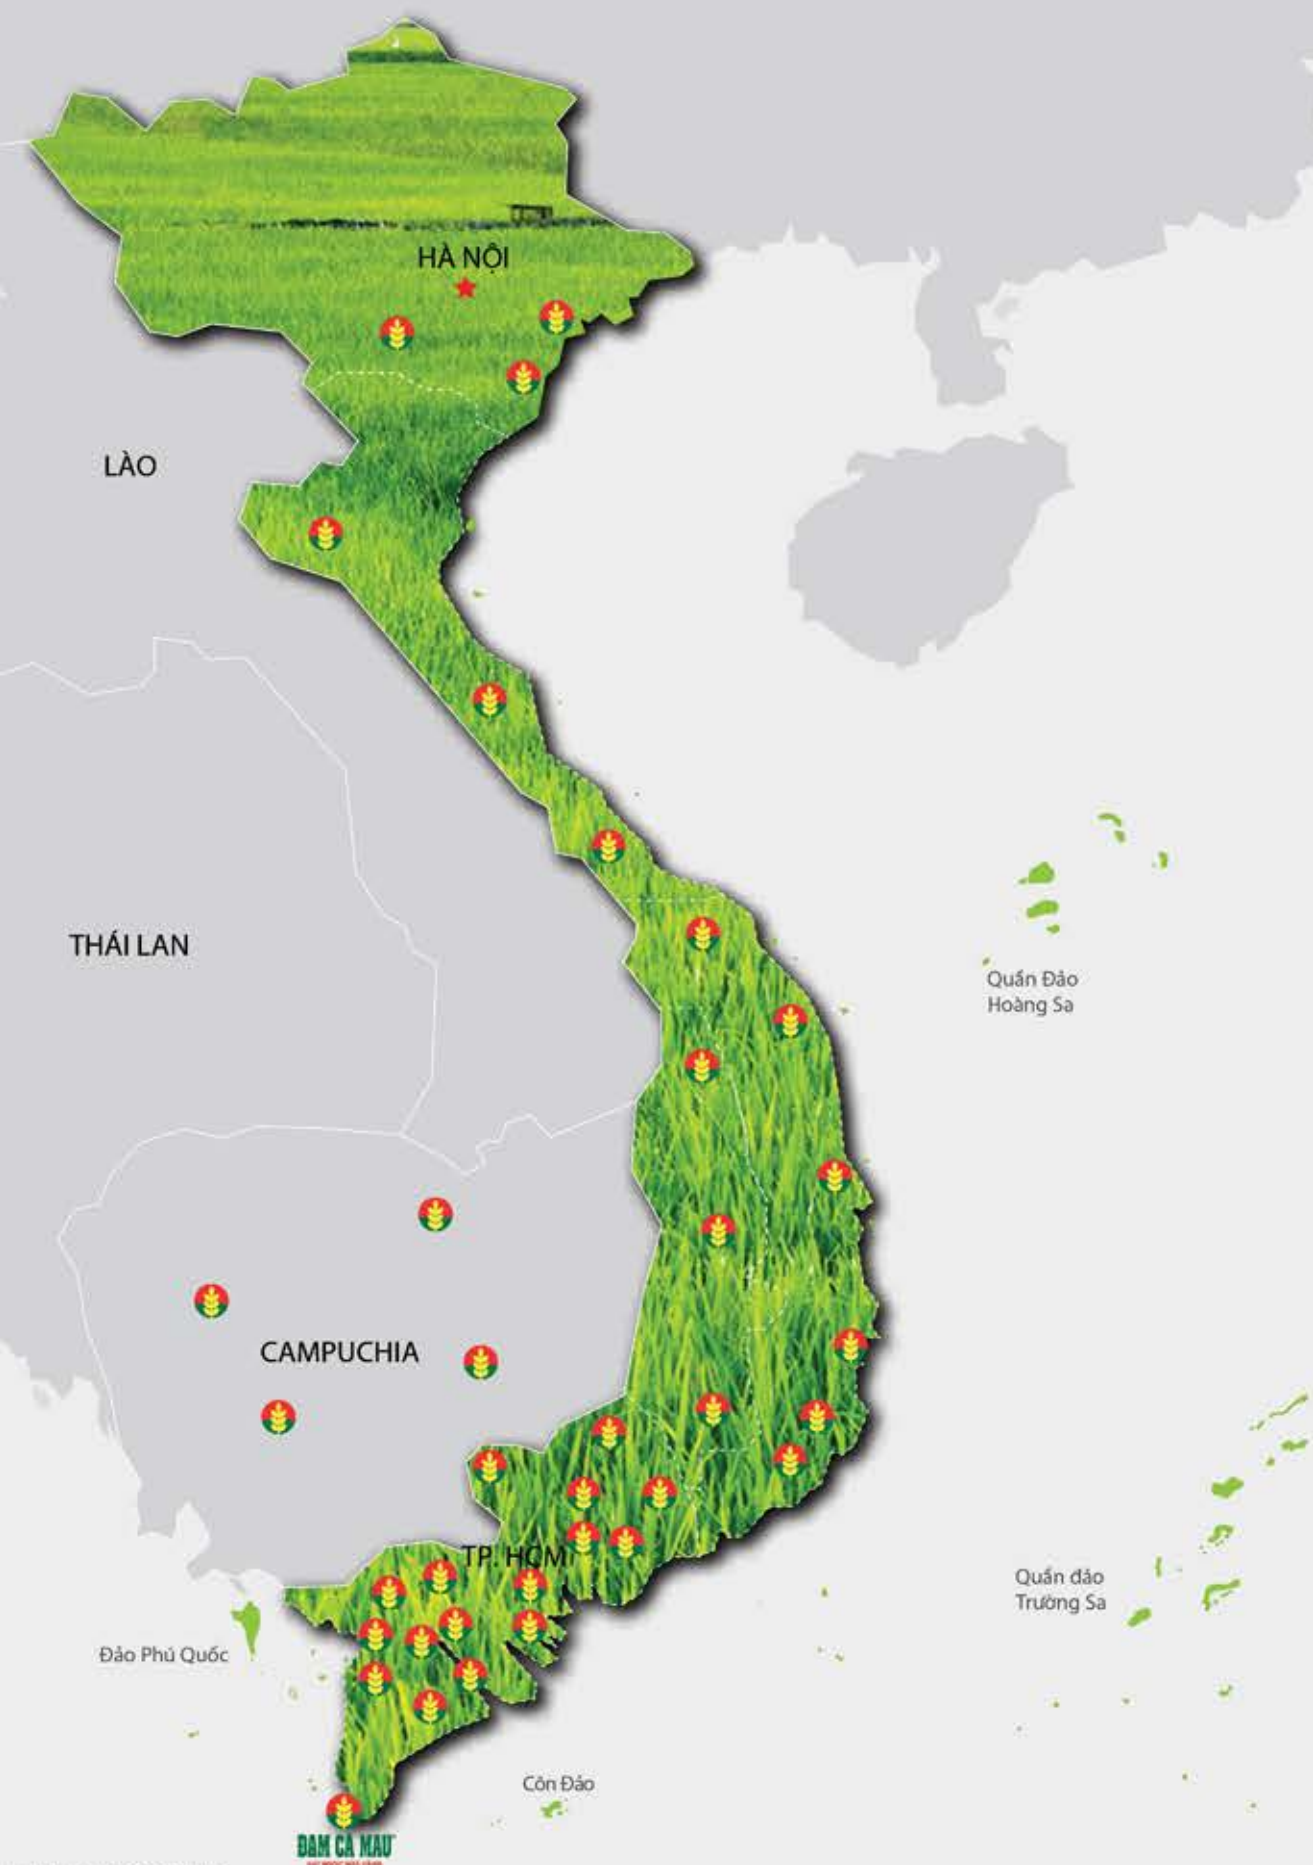 HÀ NỘI
LÀO
THÁI LAN
Quần Đảo
Hoàng Sa
CAMPUCHIA
TP. HCM
Quần đảo
Trường Sa
Đảo Phú Quốc
Côn Đảo
ĐẠM CÀ MAU